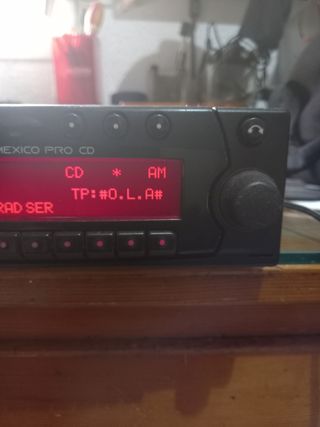 MEXICO PRO CD
CD * AM
TP:#O.L.A#
RAD SER